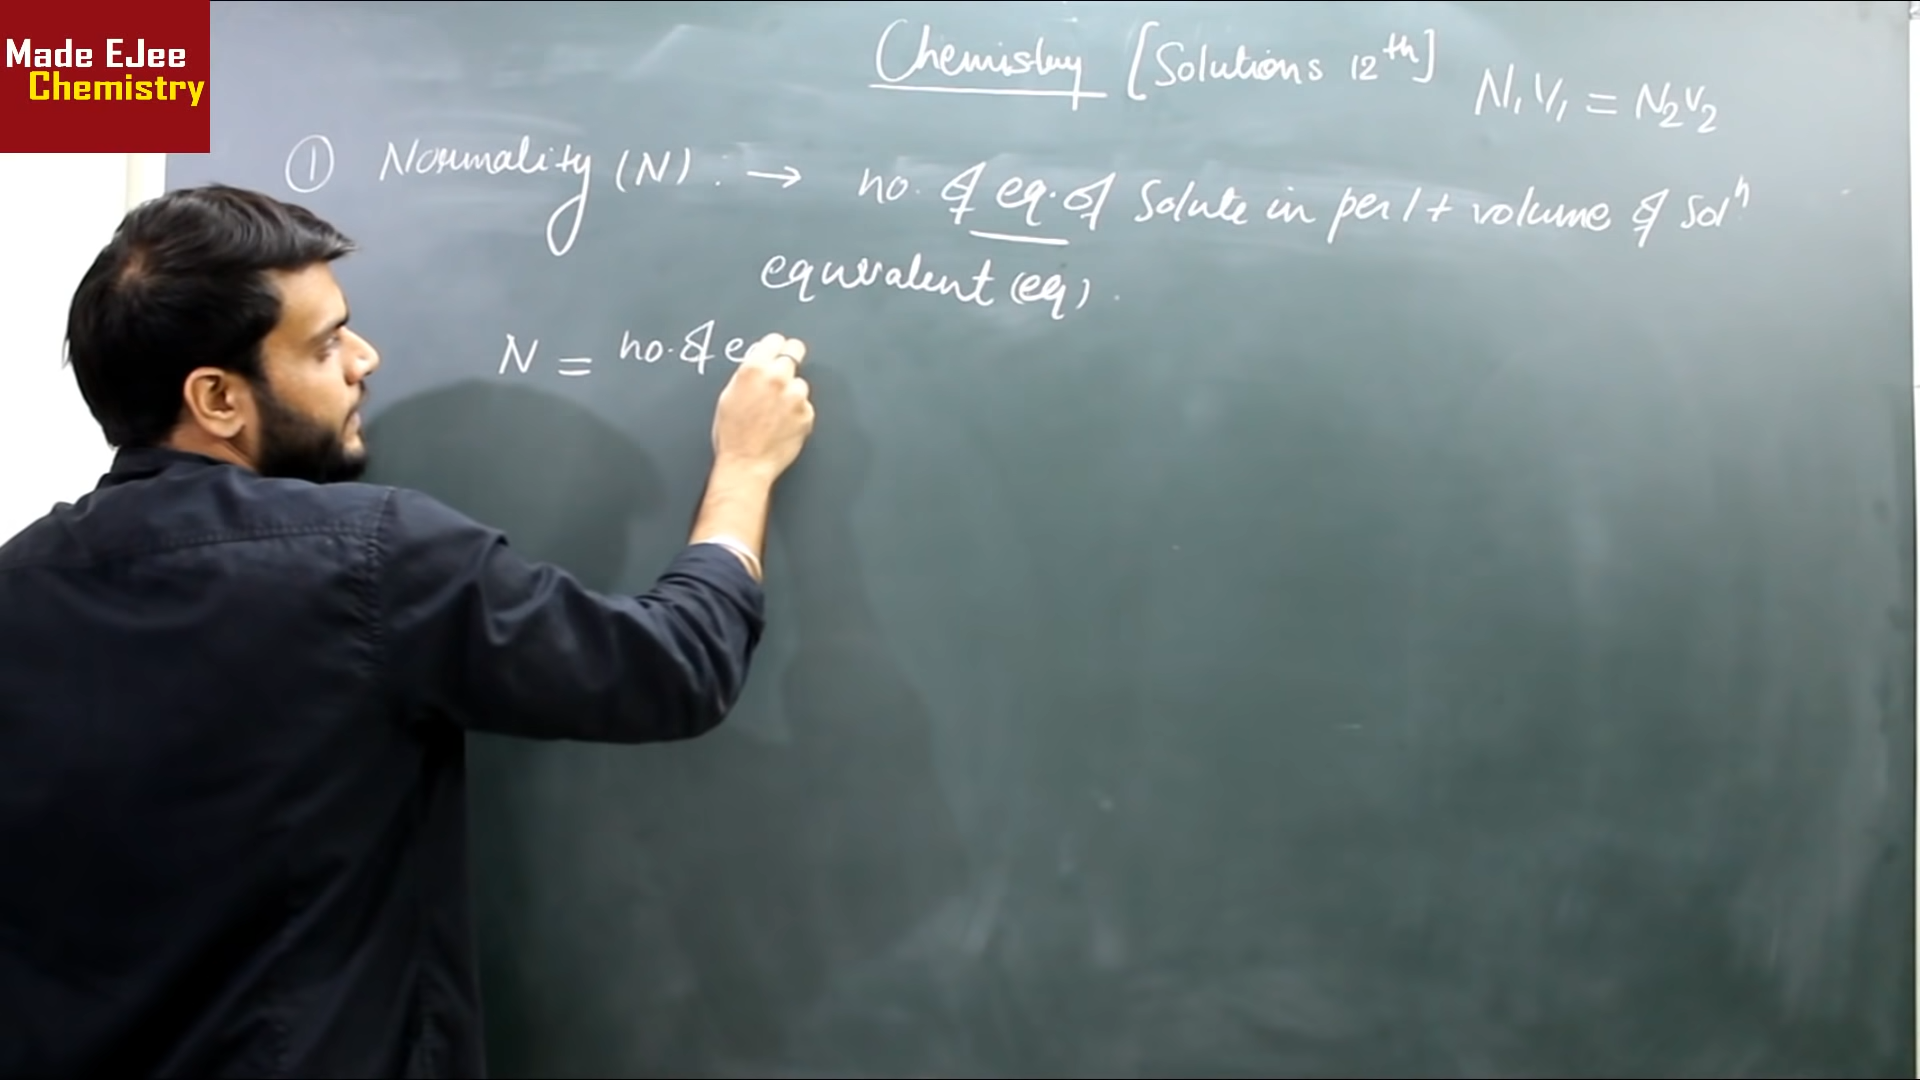 Made EJee
Chemistry
Chemistry [Solutions 12th]
N₁V₁ = N₂V₂
① Normality (N) : → no. of eq. of Solute in per lt volume of solⁿ
equivalent (eq).
N = no. of e